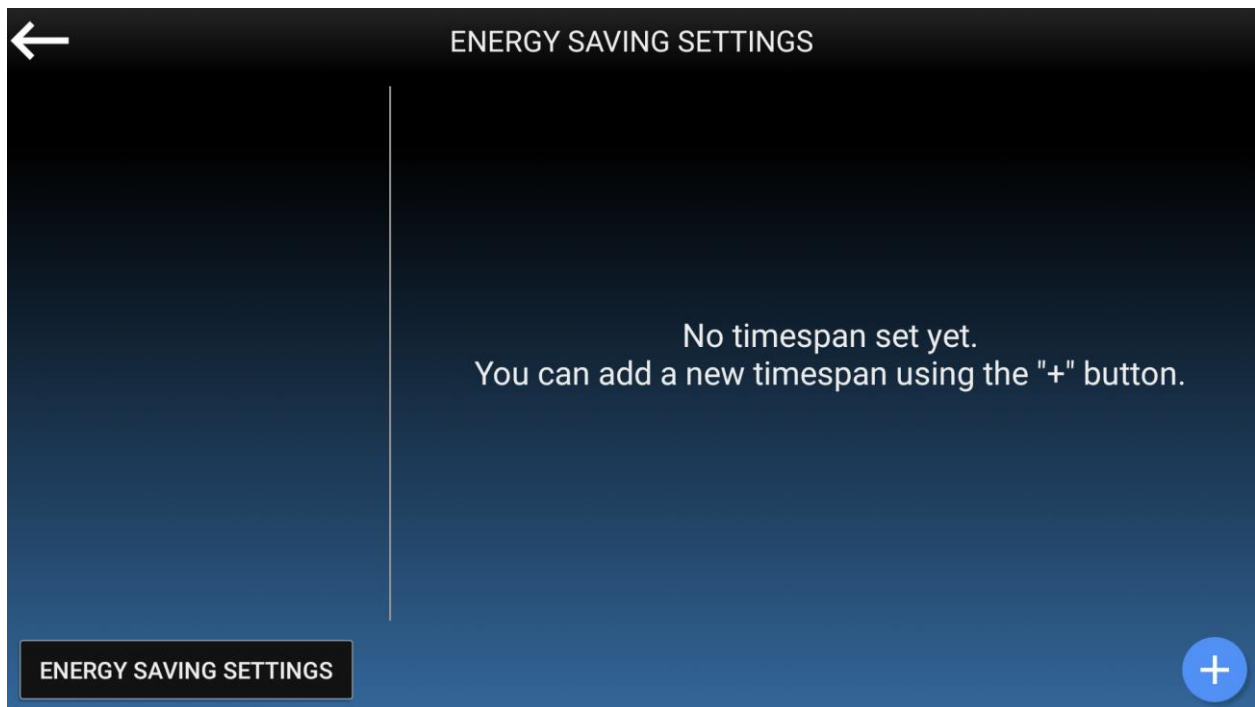 ENERGY SAVING SETTINGS
No timespan set yet.
You can add a new timespan using the "+" button.
ENERGY SAVING SETTINGS
+